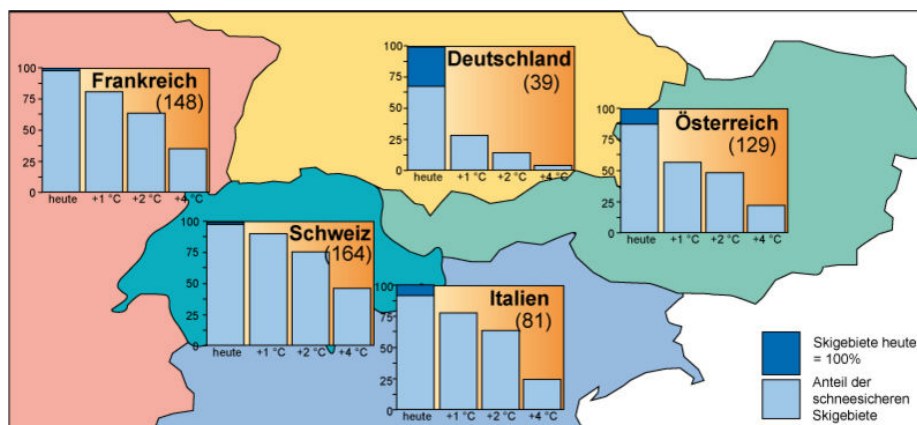 Frankreich
(148)
100
75
50
25
0
heute +1 °C +2 °C +4 °C
Deutschland
(39)
100
75
50
25
0
heute +1 °C +2 °C +4 °C
Österreich
(129)
100
75
50
25
0
heute +1 °C +2 °C +4 °C
Schweiz
(164)
100
75
50
25
0
heute +1 °C +2 °C +4 °C
Italien
(81)
100
75
50
25
0
heute +1 °C +2 °C +4 °C
Skigebiete heute
= 100%
Anteil der
schneesicheren
Skigebiete